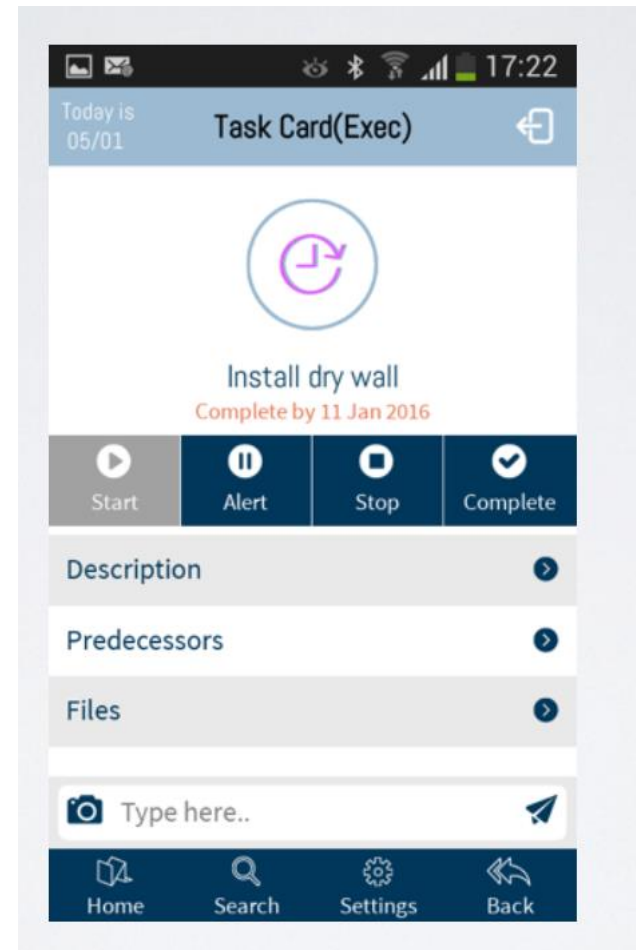 17:22
Today is
05/01
Task Card(Exec)
Install dry wall
Complete by 11 Jan 2016
Start Alert Stop Complete
Description
Predecessors
Files
Type here..
Home Search Settings Back